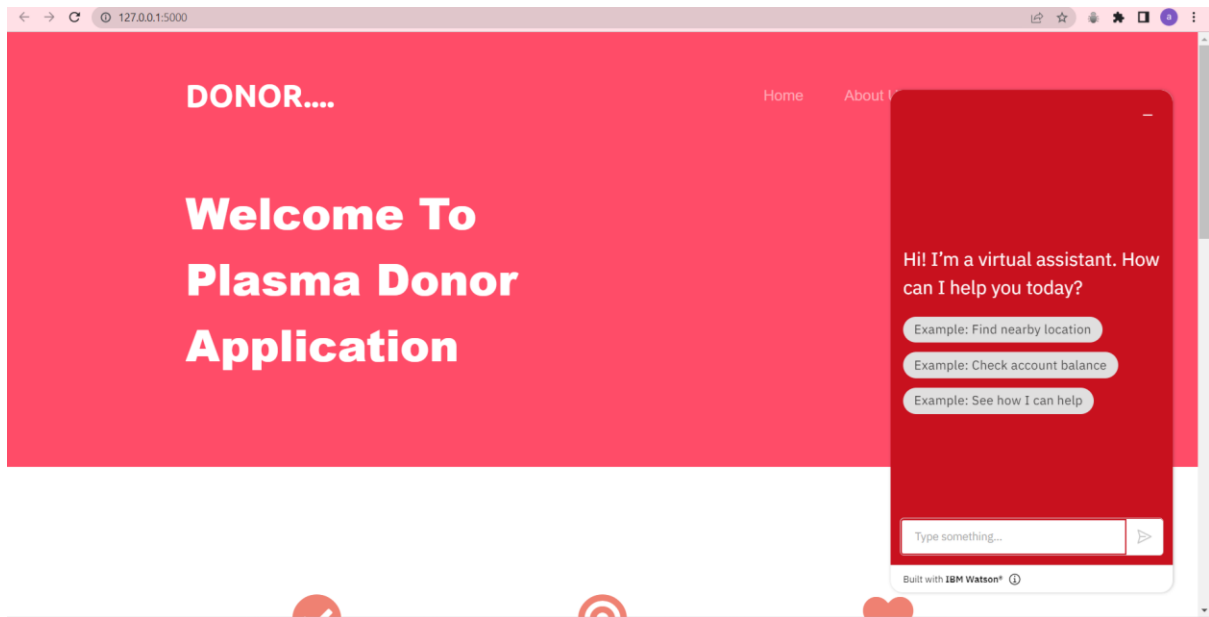 127.0.0.1:5000
a
DONOR....
Home
About
Welcome To
Plasma Donor
Application
Hi! I'm a virtual assistant. How
can I help you today?
Example: Find nearby location
Example: Check account balance
Example: See how I can help
Type something...
Built with IBM Watson®